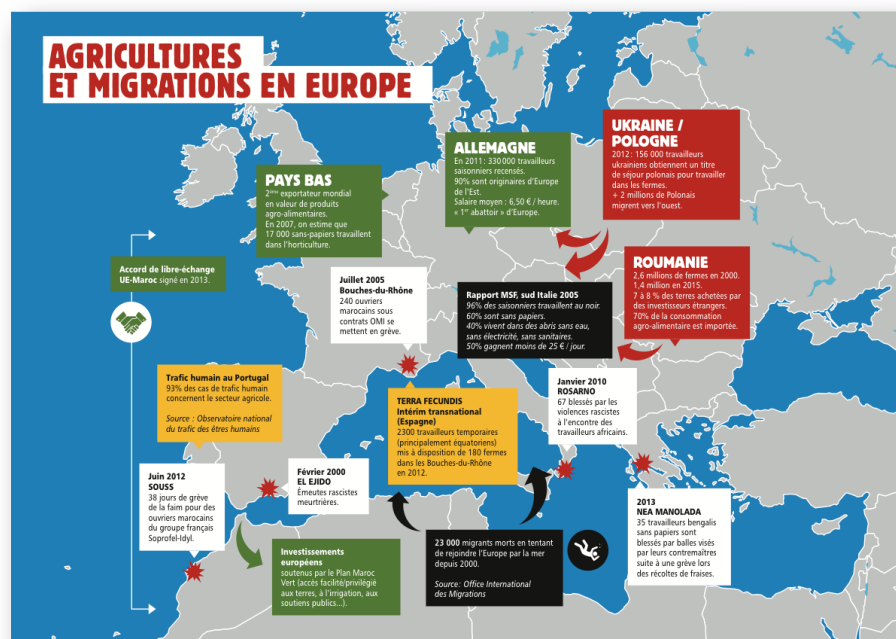 AGRICULTURES
ET MIGRATIONS EN EUROPE
UKRAINE /
POLOGNE
2012 : 156 000 travailleurs
ukrainiens obtiennent un titre
de séjour polonais pour travailler
dans les fermes.
+ 2 millions de Polonais
migrent vers l'ouest.
ALLEMAGNE
En 2011 : 330 000 travailleurs
saisonniers recensés.
90% sont originaires d'Europe
de l'Est.
Salaire moyen : 6,50 € / heure.
« 1er abattoir » d'Europe.
PAYS BAS
2ème exportateur mondial
en valeur de produits
agro-alimentaires.
En 2007, on estime que
17 000 sans-papiers travaillent
dans l'horticulture.
Accord de libre-échange
UE-Maroc signé en 2013.
Juillet 2005
Bouches-du-Rhône
240 ouvriers
marocains sous
contrats OMI se
mettent en grève.
Rapport MSF, sud Italie 2005
96% des saisonniers travaillent au noir.
60% sont sans papiers.
40% vivent dans des abris sans eau,
sans électricité, sans sanitaires.
50% gagnent moins de 25 € / jour.
ROUMANIE
2,6 millions de fermes en 2000.
1,4 million en 2015.
7 à 8 % des terres achetées par
des investisseurs étrangers.
70% de la consommation
agro-alimentaire est importée.
Trafic humain au Portugal
93% des cas de trafic humain
concernent le secteur agricole.
Source : Observatoire national
du trafic des êtres humains
TERRA FECUNDIS
Intérim transnational
(Espagne)
2300 travailleurs temporaires
(principalement équatoriens)
mis à disposition de 180 fermes
dans les Bouches-du-Rhône
en 2012.
Janvier 2010
ROSARNO
67 blessés par les
violences racistes
à l'encontre des
travailleurs africains.
Juin 2012
SOUSS
38 jours de grève
de la faim pour des
ouvriers marocains
du groupe français
Soprofel-Idyl.
Février 2000
EL EJIDO
Émeutes racistes
meurtrières.
2013
NEA MANOLADA
35 travailleurs bengalis
sans papiers sont
blessés par balles visés
par leurs contremaîtres
suite à une grève lors
des récoltes de fraises.
Investissements
européens
soutenus par le Plan Maroc
Vert (accès facilité/privilégié
aux terres, à l'irrigation, aux
soutiens publics...).
23 000 migrants morts en tentant
de rejoindre l'Europe par la mer
depuis 2000.
Source : Office International
des Migrations